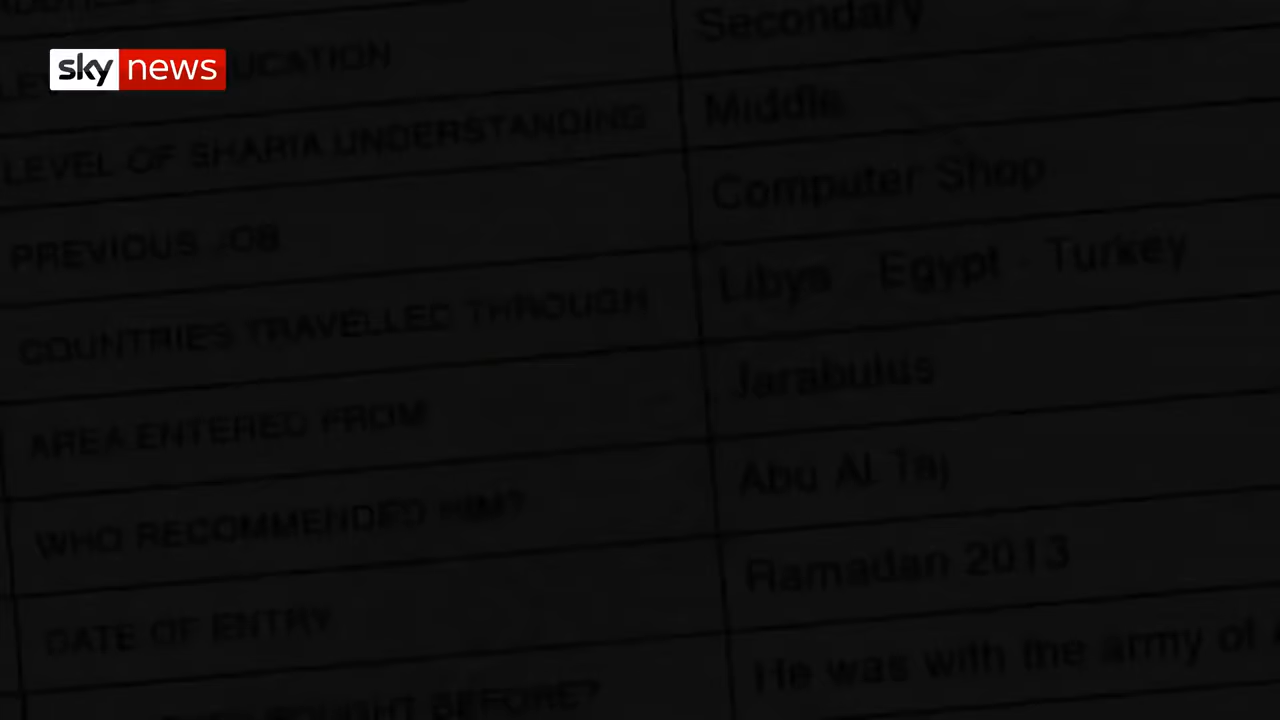 sky news
Secondary
UCATION
LEVEL OF SHARIA UNDERSTANDING Middle
PREVIOUS JOB Computer Shop
COUNTRIES TRAVELLED THROUGH Libya - Egypt - Turkey
AREA ENTERED FROM Jarabulus
WHO RECOMMENDED HIM? Abu Al Taj
DATE OF ENTRY Ramadan 2013
BEFORE? He was with the army of